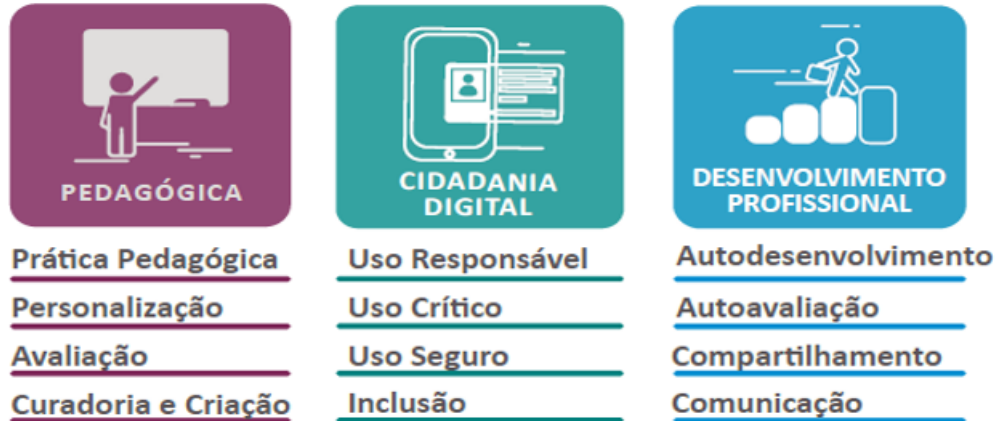 PEDAGÓGICA
Prática Pedagógica
Personalização
Avaliação
Curadoria e Criação
CIDADANIA
DIGITAL
Uso Responsável
Uso Crítico
Uso Seguro
Inclusão
DESENVOLVIMENTO
PROFISSIONAL
Autodesenvolvimento
Autoavaliação
Compartilhamento
Comunicação